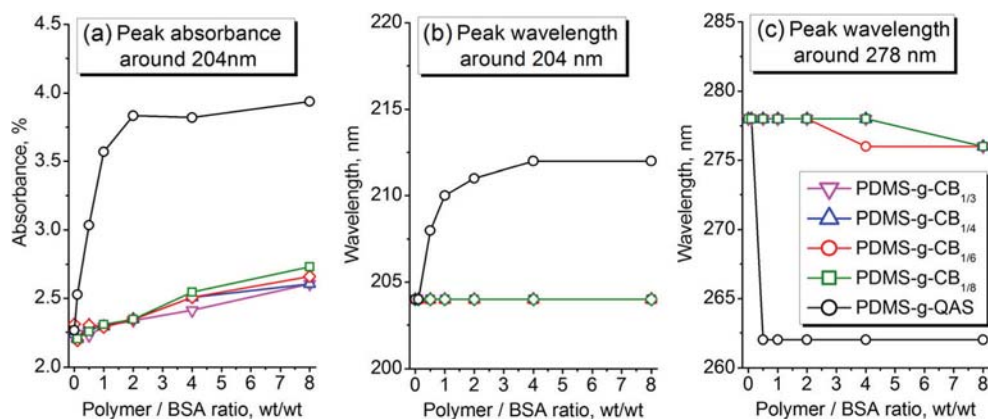 (a) Peak absorbance
around 204nm
Absorbance, %
4.5
4.0
3.5
3.0
2.5
2.0
0 1 2 3 4 5 6 7 8
Polymer / BSA ratio, wt/wt
(b) Peak wavelength
around 204 nm
Wavelength, nm
220
215
210
205
200
0 1 2 3 4 5 6 7 8
Polymer / BSA ratio, wt/wt
(c) Peak wavelength
around 278 nm
Wavelength, nm
280
275
270
265
260
PDMS-g-CB1/3
PDMS-g-CB1/4
PDMS-g-CB1/6
PDMS-g-CB1/8
PDMS-g-QAS
0 1 2 3 4 5 6 7 8
Polymer / BSA ratio, wt/wt